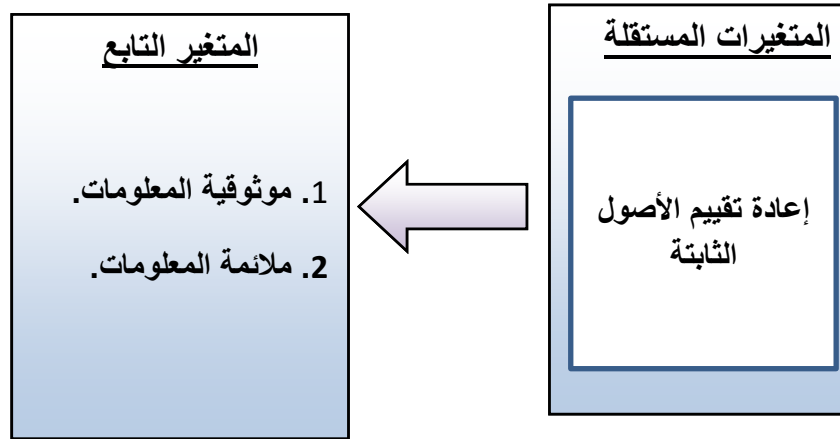 المتغيرات المستقلة
إعادة تقييم الأصول
الثابتة
المتغير التابع
1. موثوقية المعلومات.
2. ملائمة المعلومات.